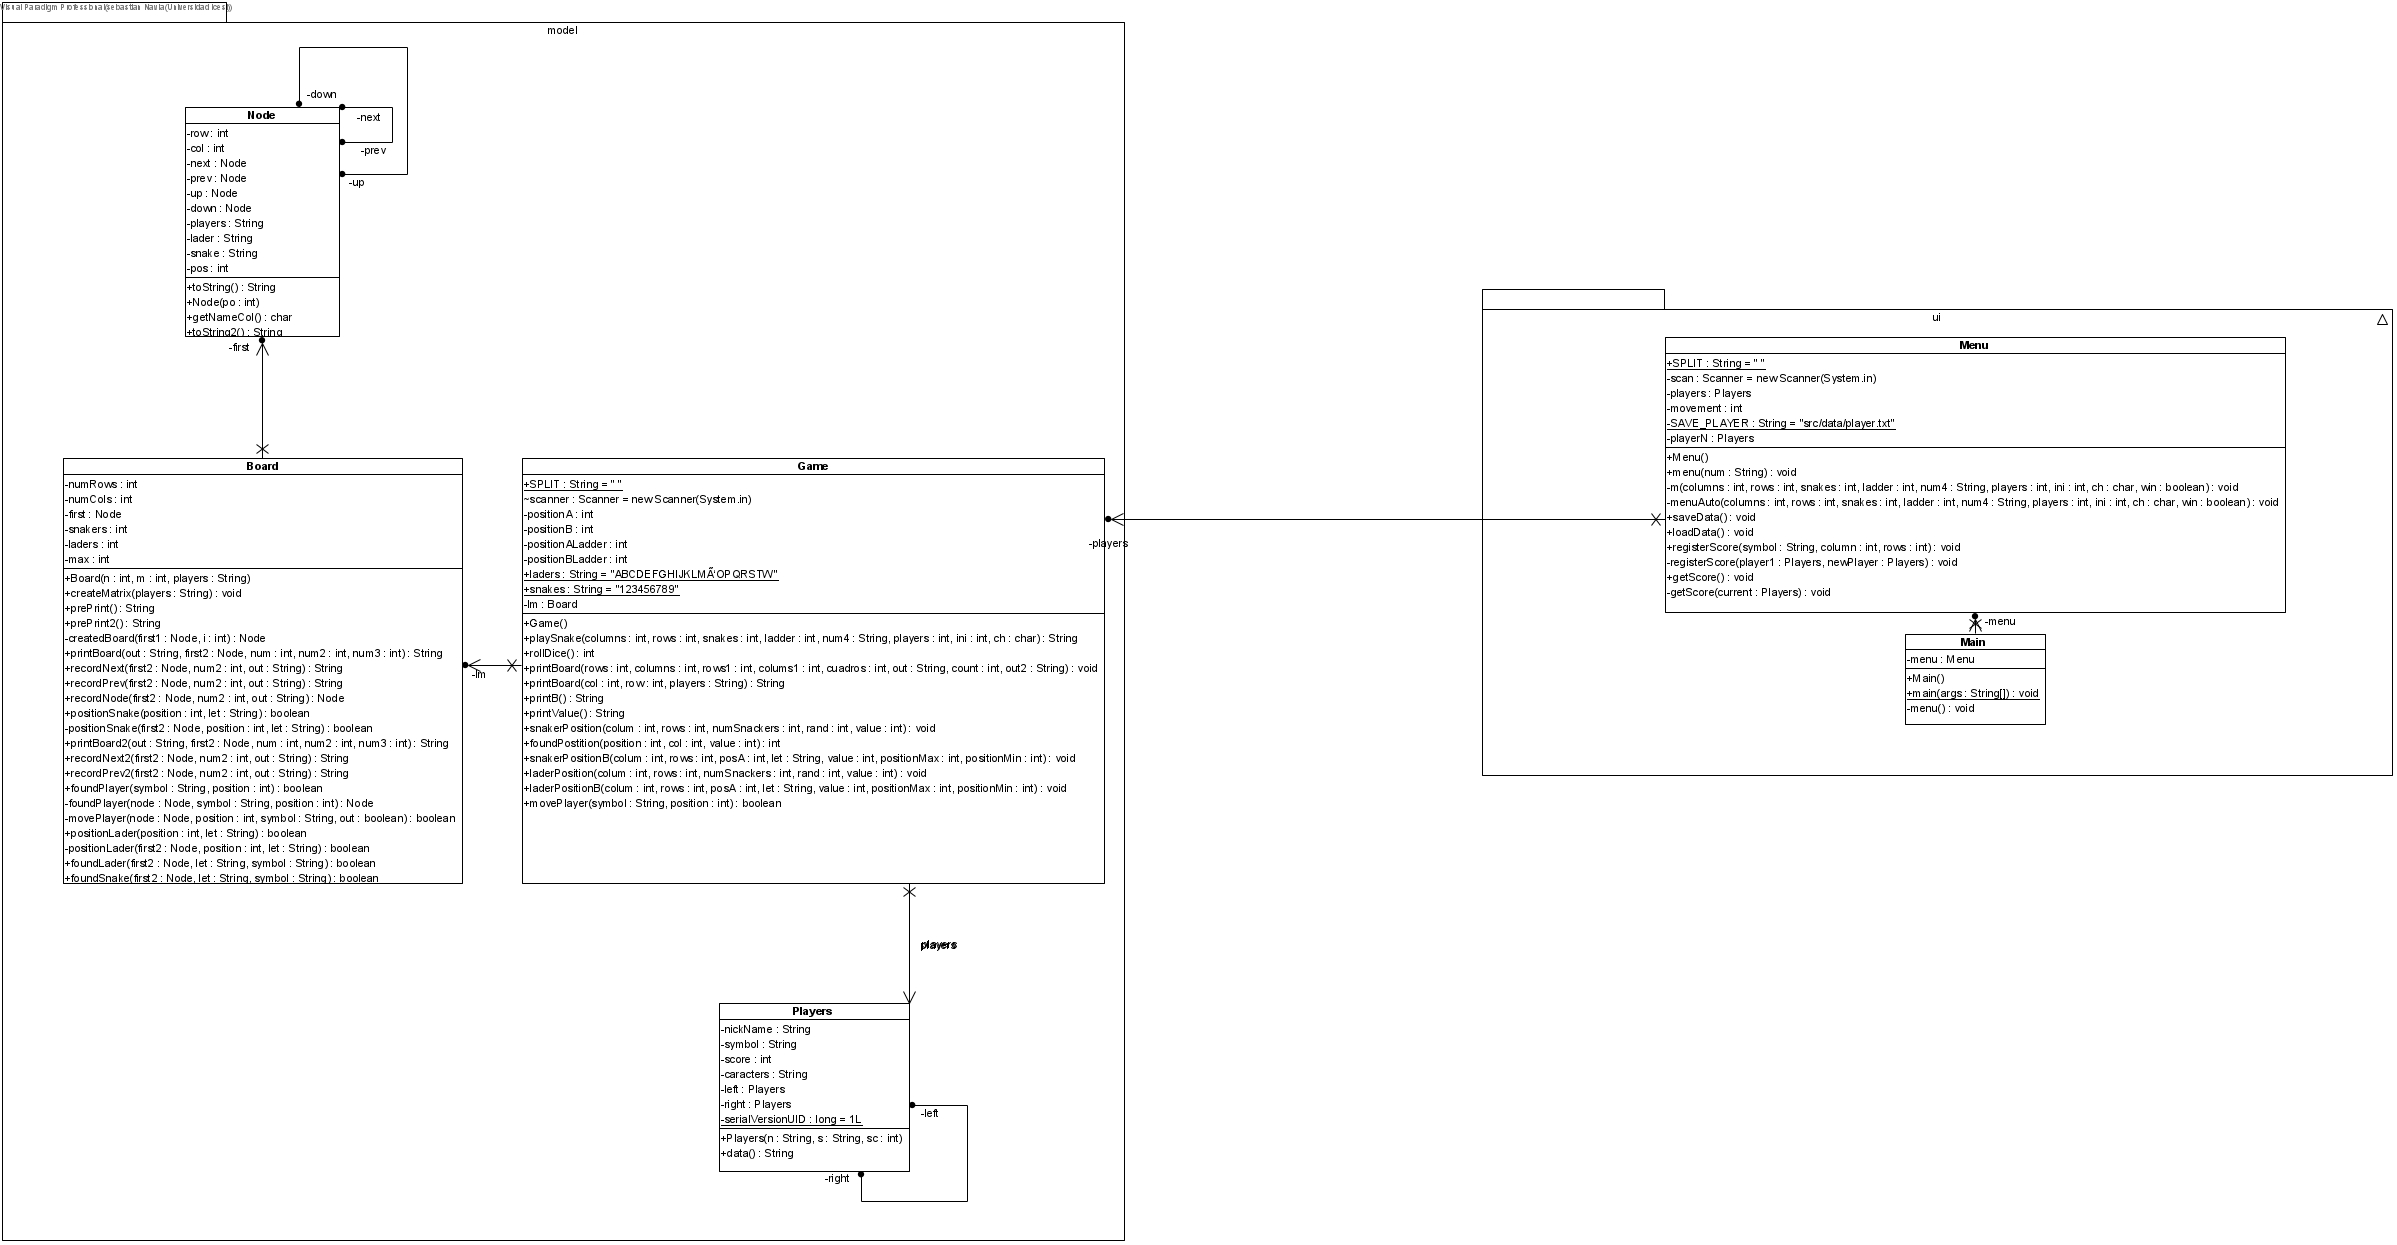 Visual Paradigm Professional(sebastian Navia(Universidad Icesi))
model
-down
-next
-prev
-up
Node
-row : int
-col : int
-next : Node
-prev : Node
-up : Node
-down : Node
-players : String
-lader : String
-snake : String
-pos : int
+toString() : String
+Node(po : int)
+getNameCol() : char
+toString2() : String
-first
Board
-numRows : int
-numCols : int
-first : Node
-snakers : int
-laders : int
-max : int
+Board(n : int, m : int, players : String)
+createMatrix(players : String) : void
+prePrint() : String
+prePrint2() : String
-createdBoard(first1 : Node, i : int) : Node
+printBoard(out : String, first2 : Node, num : int, num2 : int, num3 : int) : String
+recordNext(first2 : Node, num2 : int, out : String) : String
+recordPrev(first2 : Node, num2 : int, out : String) : String
+recordNode(first2 : Node, num2 : int, out : String) : Node
+positionSnake(position : int, let : String) : boolean
-positionSnake(first2 : Node, position : int, let : String) : boolean
+printBoard2(out : String, first2 : Node, num : int, num2 : int, num3 : int) : String
+recordNext2(first2 : Node, num2 : int, out : String) : String
+recordPrev2(first2 : Node, num2 : int, out : String) : String
+foundPlayer(symbol : String, position : int) : boolean
-foundPlayer(node : Node, symbol : String, position : int) : Node
-movePlayer(node : Node, position : int, symbol : String, out : boolean) : boolean
+positionLader(position : int, let : String) : boolean
-positionLader(first2 : Node, position : int, let : String) : boolean
+foundLader(first2 : Node, let : String, symbol : String) : boolean
+foundSnake(first2 : Node, let : String, symbol : String) : boolean
-lm
Game
+SPLIT : String = " "
~scanner : Scanner = new Scanner(System.in)
-positionA : int
-positionB : int
-positionALadder : int
-positionBLadder : int
+laders : String = "ABCDEFGHIJKLMÃ‘OPQRSTVV"
+snakes : String = "123456789"
-lm : Board
+Game()
+playSnake(columns : int, rows : int, snakes : int, ladder : int, num4 : String, players : int, ini : int, ch : char) : String
+rollDice() : int
+printBoard(rows : int, columns : int, rows1 : int, colums1 : int, cuadros : int, out : String, count : int, out2 : String) : void
+printBoard(col : int, row : int, players : String) : String
+printB() : String
+printValue() : String
+snakerPosition(colum : int, rows : int, numSnackers : int, rand : int, value : int) : void
+foundPostition(position : int, col : int, value : int) : int
+snakerPositionB(colum : int, rows : int, posA : int, let : String, value : int, positionMax : int, positionMin : int) : void
+laderPosition(colum : int, rows : int, numSnackers : int, rand : int, value : int) : void
+laderPositionB(colum : int, rows : int, posA : int, let : String, value : int, positionMax : int, positionMin : int) : void
+movePlayer(symbol : String, position : int) : boolean
-players
players
Players
-nickName : String
-symbol : String
-score : int
-caracters : String
-left : Players
-right : Players
-serialVersionUID : long = 1L
+Players(n : String, s : String, sc : int)
+data() : String
-left
-right
ui
Menu
+SPLIT : String = " "
-scan : Scanner = new Scanner(System.in)
-players : Players
-movement : int
-SAVE_PLAYER : String = "src/data/player.txt"
-playerN : Players
+Menu()
+menu(num : String) : void
-m(columns : int, rows : int, snakes : int, ladder : int, num4 : String, players : int, ini : int, ch : char, win : boolean) : void
-menuAuto(columns : int, rows : int, snakes : int, ladder : int, num4 : String, players : int, ini : int, ch : char, win : boolean) : void
+saveData() : void
+loadData() : void
+registerScore(symbol : String, column : int, rows : int) : void
-registerScore(player1 : Players, newPlayer : Players) : void
+getScore() : void
-getScore(current : Players) : void
-menu
Main
-menu : Menu
+Main()
+main(args : String[]) : void
-menu() : void